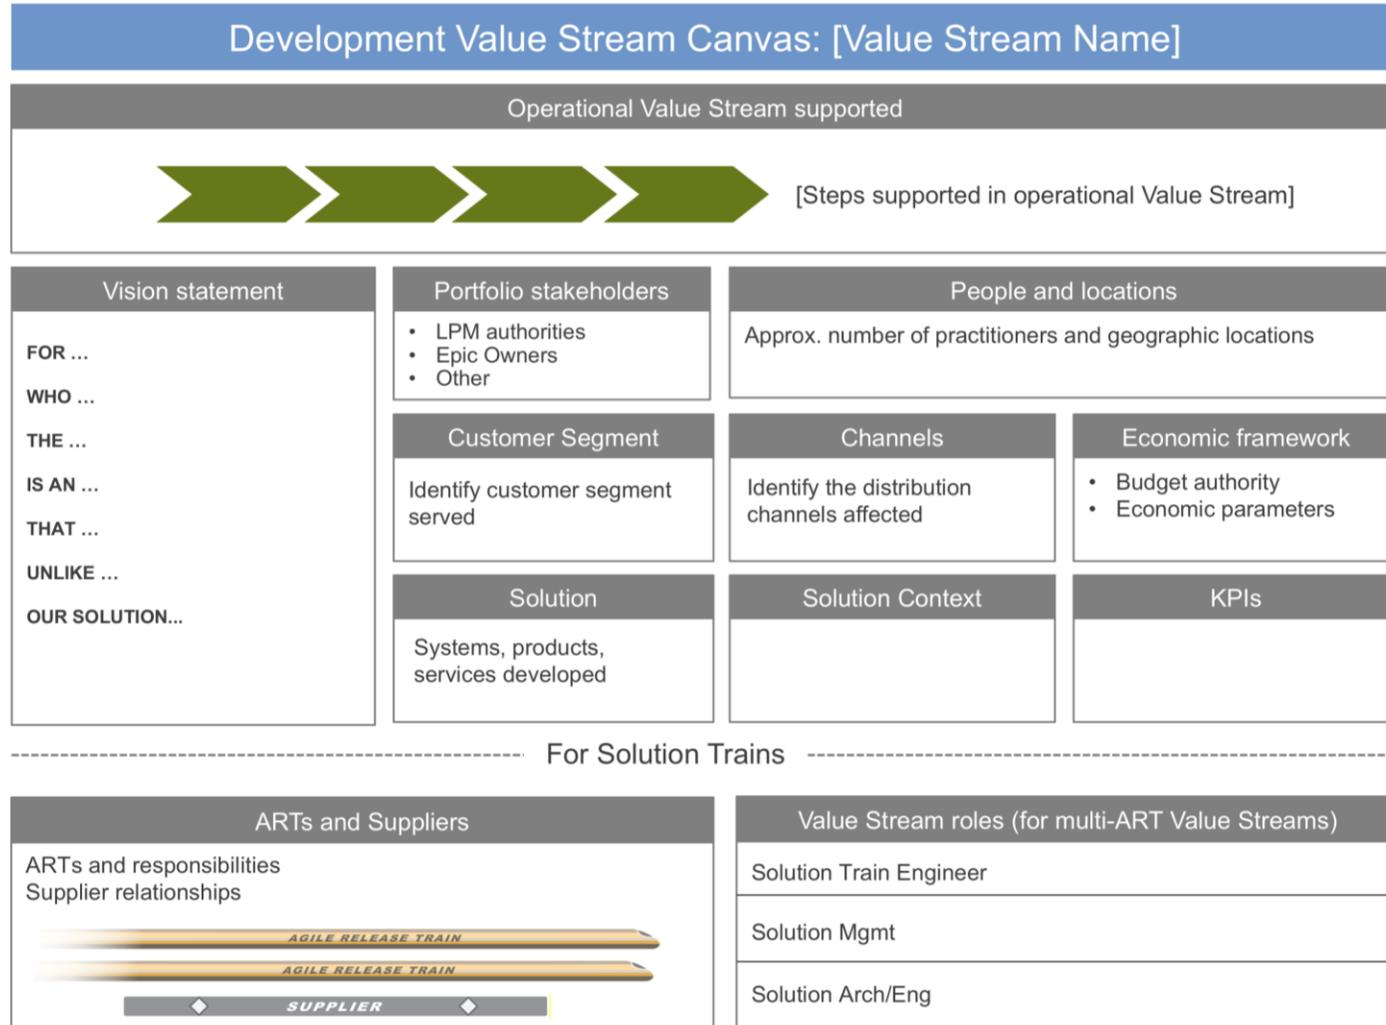 Development Value Stream Canvas: [Value Stream Name]
Operational Value Stream supported
[Steps supported in operational Value Stream]
Vision statement
FOR ...
WHO ...
THE ...
IS AN ...
THAT ...
UNLIKE ...
OUR SOLUTION...
Portfolio stakeholders
• LPM authorities
• Epic Owners
• Other
People and locations
Approx. number of practitioners and geographic locations
Customer Segment
Identify customer segment
served
Channels
Identify the distribution
channels affected
Economic framework
• Budget authority
• Economic parameters
Solution
Systems, products,
services developed
Solution Context
KPIs
For Solution Trains
ARTs and Suppliers
ARTs and responsibilities
Supplier relationships
AGILE RELEASE TRAIN
AGILE RELEASE TRAIN
SUPPLIER
Value Stream roles (for multi-ART Value Streams)
Solution Train Engineer
Solution Mgmt
Solution Arch/Eng